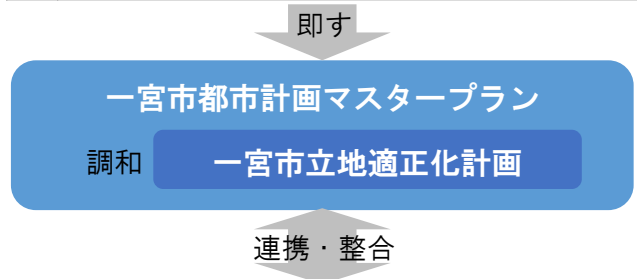 即す
一宮市都市計画マスタープラン
調和 一宮市立地適正化計画
連携・整合